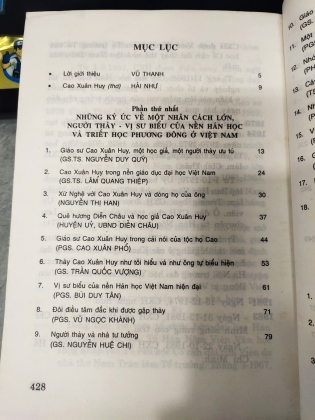 MỤC LỤC
• Lời giới thiệu VŨ THANH 5
• Cao Xuân Huy (thơ) HẢI NHƯ 9
Phần thứ nhất
NHỮNG KÝ ỨC VỀ MỘT NHÂN CÁCH LỚN,
NGƯỜI THẦY - VỊ SƯ BIỂU CỦA NỀN HÁN HỌC
VÀ TRIẾT HỌC PHƯƠNG ĐÔNG Ở VIỆT NAM
1. Giáo sư Cao Xuân Huy, một học giả, một người thầy ưu tú 13
(GS.TS. NGUYỄN DUY QUÝ)
2. Cao Xuân Huy trong nền giáo dục đại học Việt Nam 24
(GS.TS. LÂM QUANG THIỆP)
3. Xứ Nghệ với Cao Xuân Huy và dòng họ của ông 30
(NGUYỄN THỊ HẠN)
4. Quê hương Diễn Châu và học giả Cao Xuân Huy 37
(HUYỆN UỶ, UBND DIỄN CHÂU)
5. Giáo sư Cao Xuân Huy trong cái nôi của tộc họ Cao 44
(PGS. CAO XUÂN PHỔ)
6. Thầy Cao Xuân Huy như tôi hiểu và như ông tự biểu hiện 53
(GS. TRẦN QUỐC VƯỢNG)
7. Vị sư biểu của nền Hán học Việt Nam hiện đại 61
(PGS. BÙI DUY TÂN)
8. Đôi điều tâm đắc khi được gặp thầy 71
(PGS. VŨ NGỌC KHÁNH)
9. Người thầy và nhà tư tưởng 79
(GS. NGUYỄN HUỆ CHI)
428